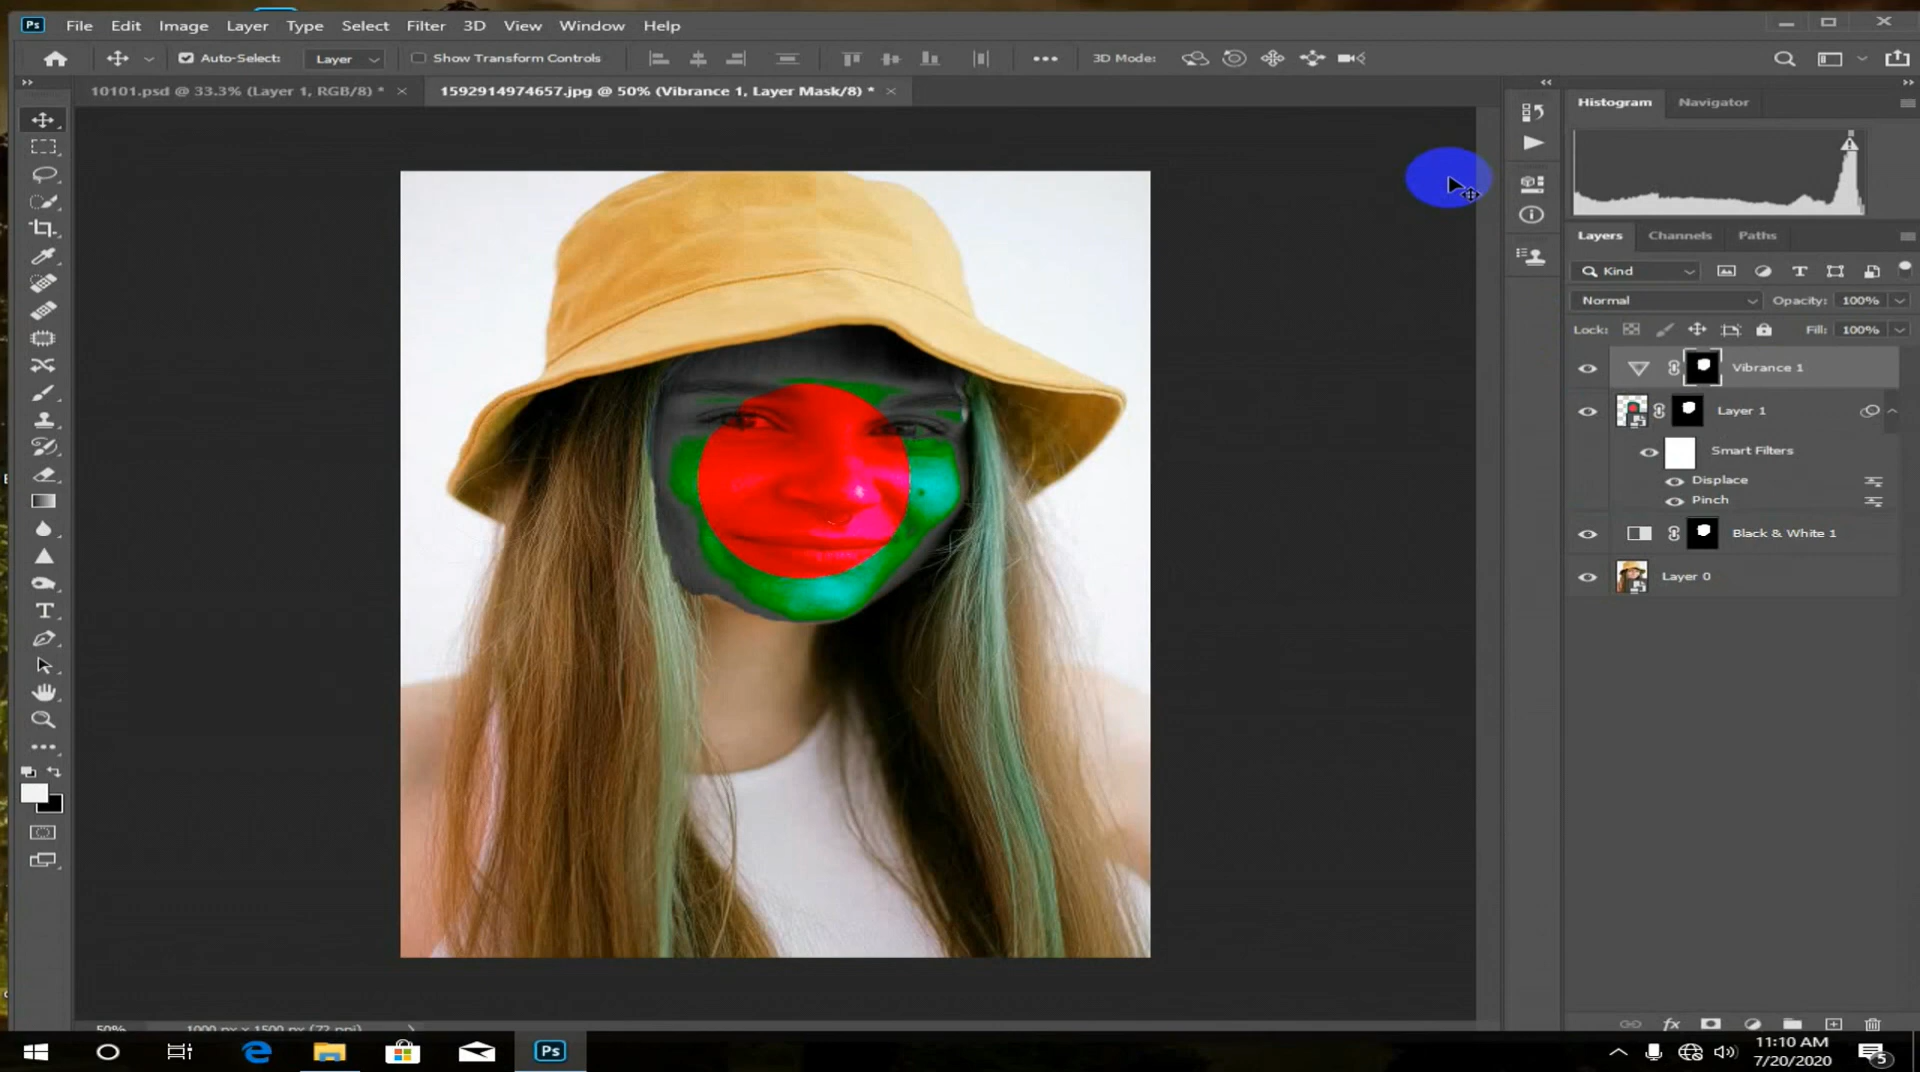 Ps File Edit Image Layer Type Select Filter 3D View Window Help
Auto-Select: Layer Show Transform Controls 3D Mode:
10101.psd @ 33.3% (Layer 1, RGB/8) * 1592914974657.jpg @ 50% (Vibrance 1, Layer Mask/8) *
Histogram Navigator
Layers Channels Paths
Kind
Normal Opacity: 100%
Lock: Fill: 100%
Vibrance 1
Layer 1
Smart Filters
Displace
Pinch
Black & White 1
Layer 0
50% 1000 px x 1500 px (72 ppi)
Ps
11:10 AM
7/20/2020
5